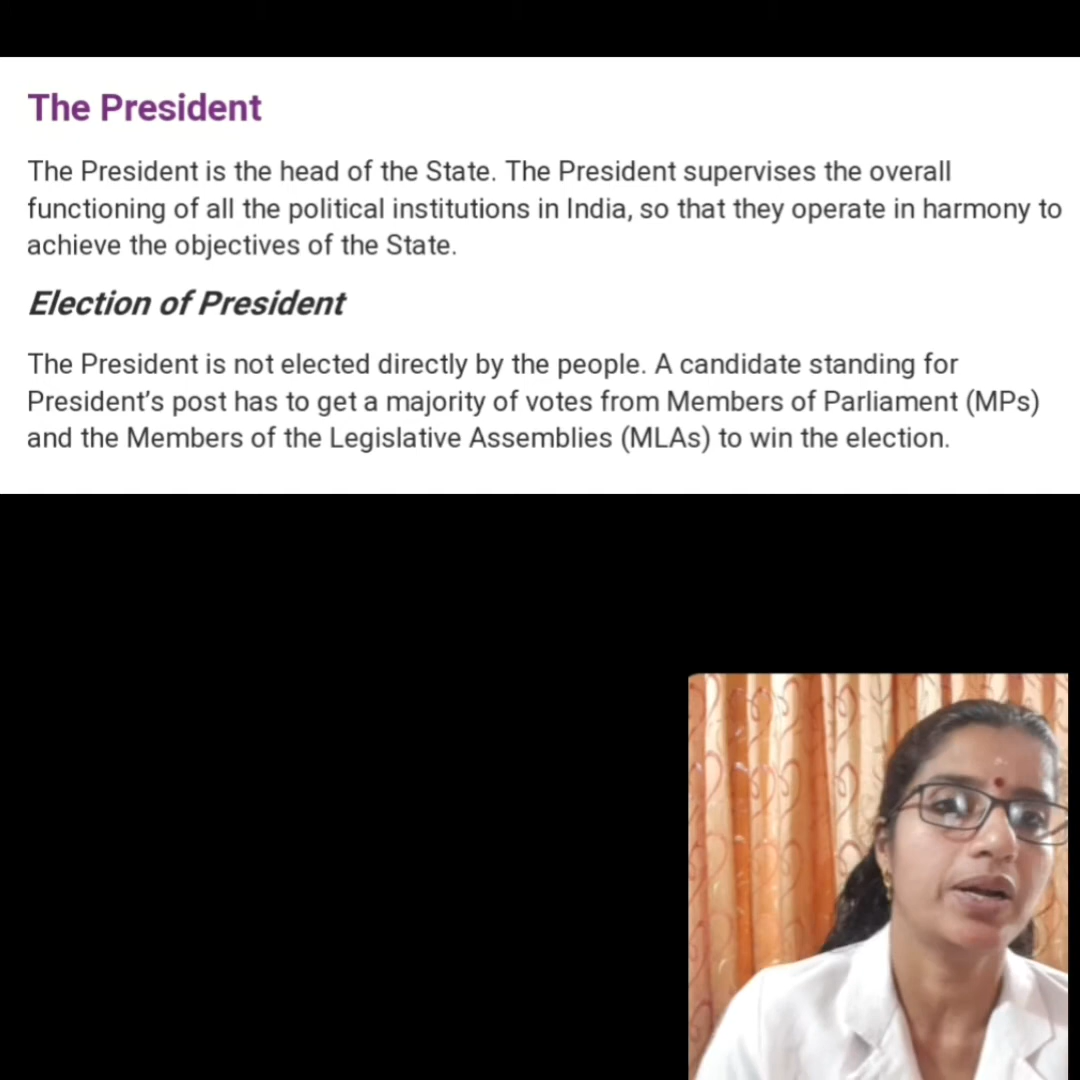 The President
The President is the head of the State. The President supervises the overall
functioning of all the political institutions in India, so that they operate in harmony to
achieve the objectives of the State.
Election of President
The President is not elected directly by the people. A candidate standing for
President’s post has to get a majority of votes from Members of Parliament (MPs)
and the Members of the Legislative Assemblies (MLAs) to win the election.